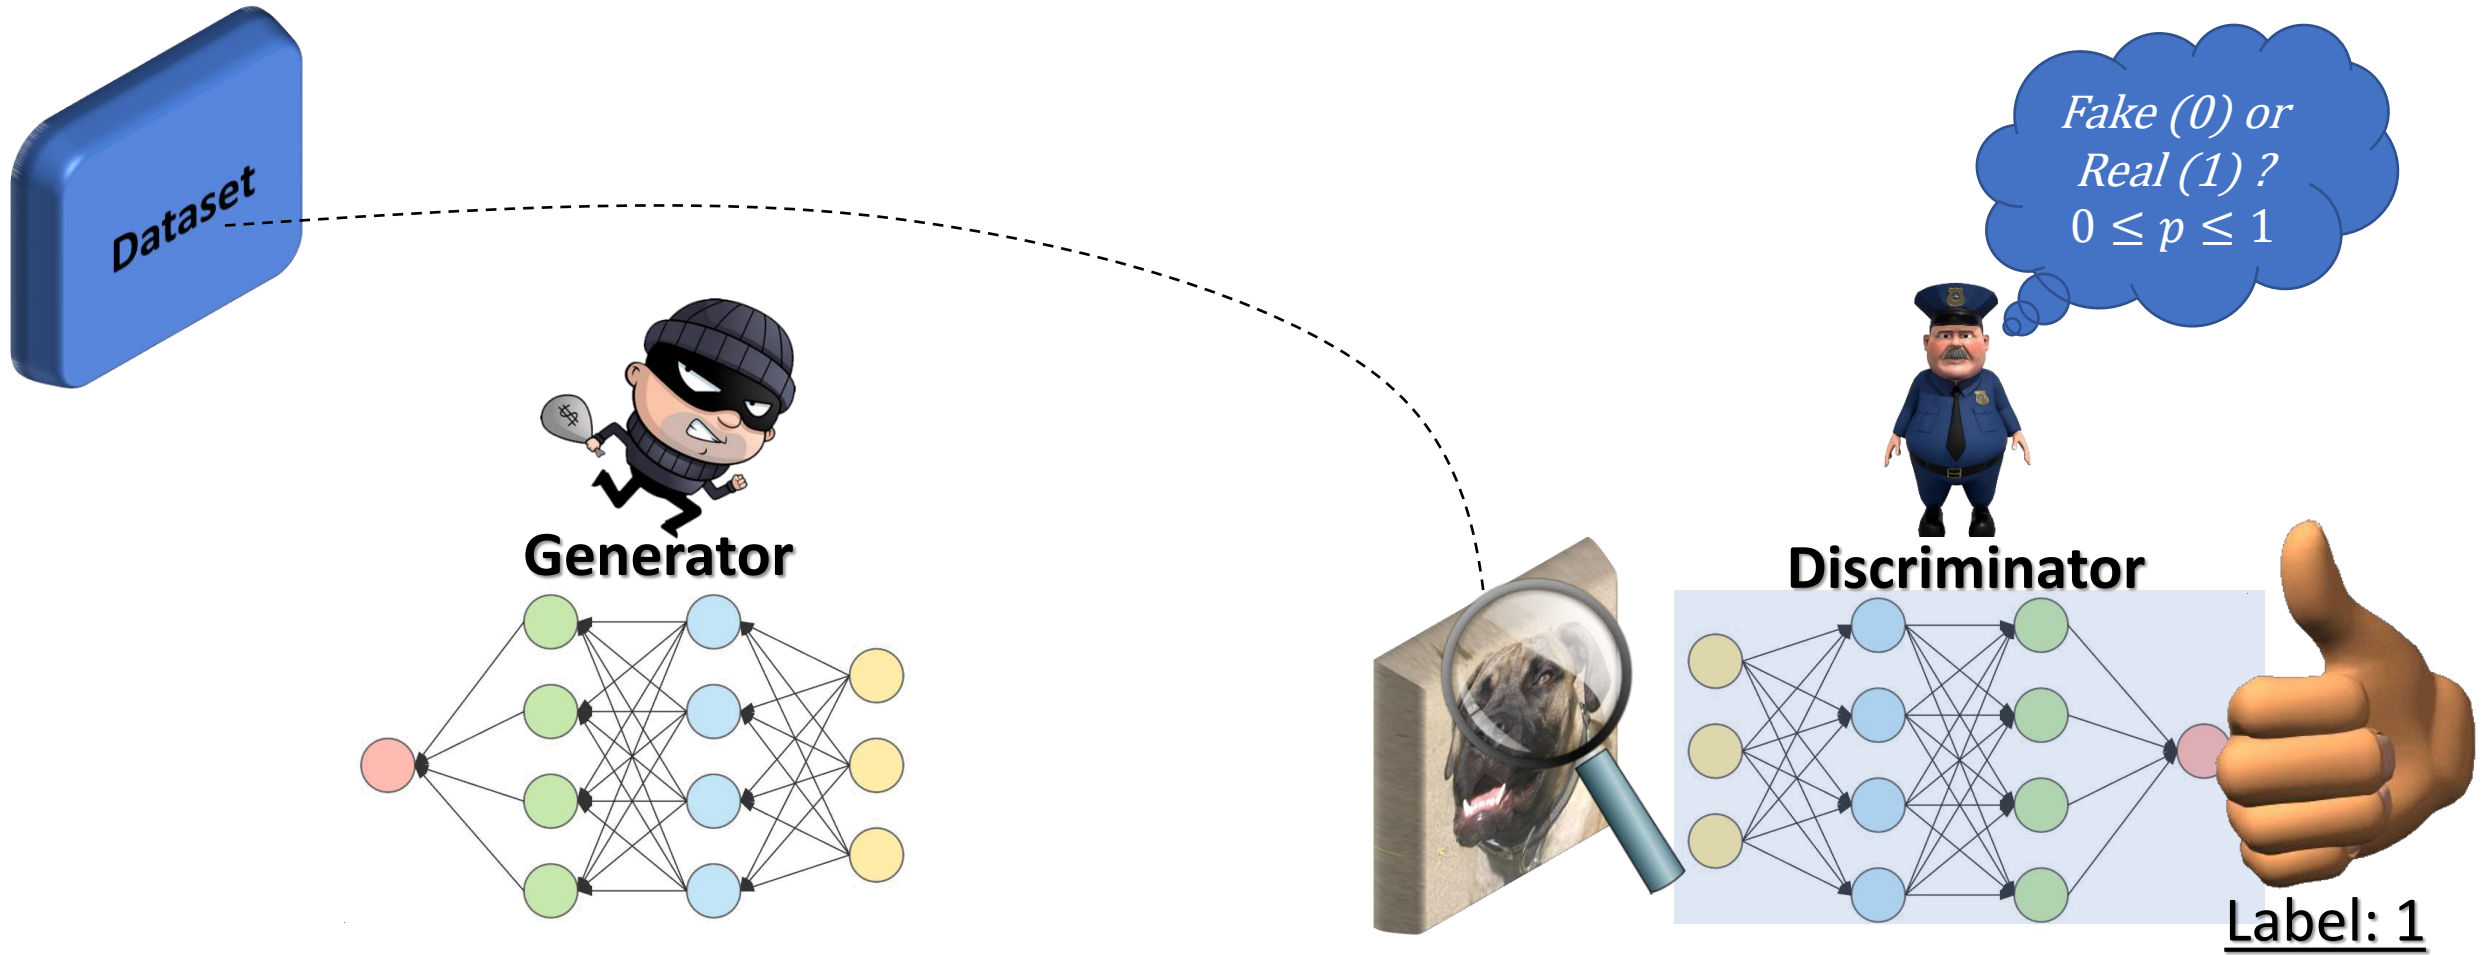 Dataset
Fake (0) or
Real (1) ?
0 ≤ p ≤ 1
$
Generator
Discriminator
Label: 1